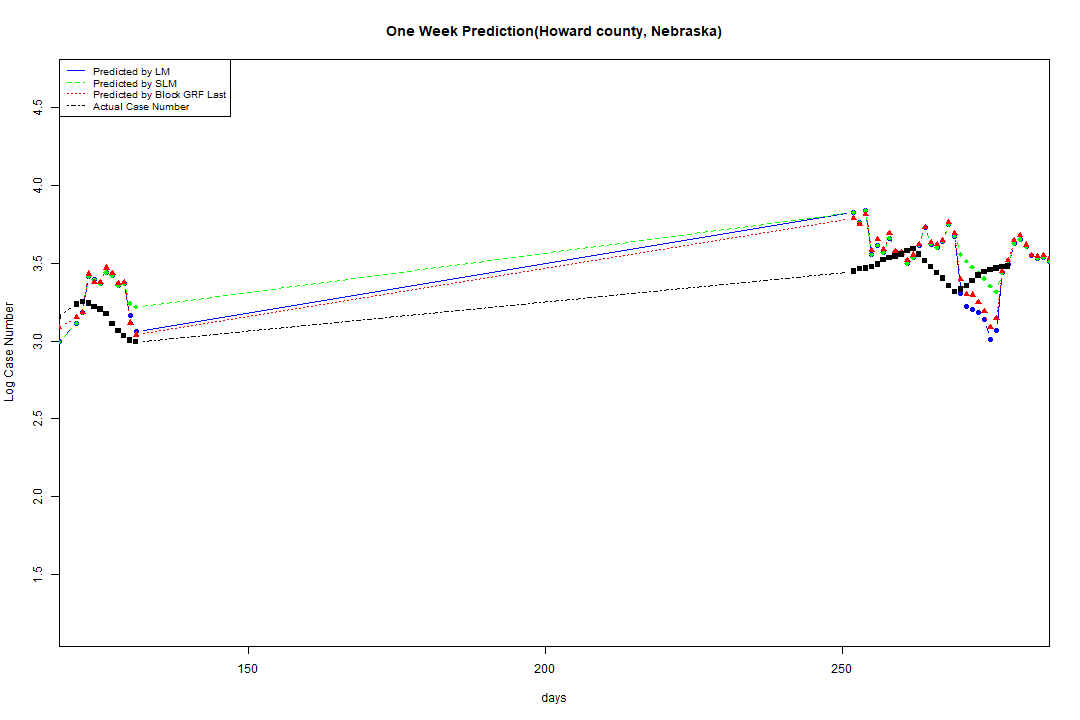 One Week Prediction(Howard county, Nebraska)
Predicted by LM
Predicted by SLM
Predicted by Block GRF Last
Actual Case Number
4.5
4.0
3.5
3.0
2.5
2.0
1.5
Log Case Number
150
200
250
days